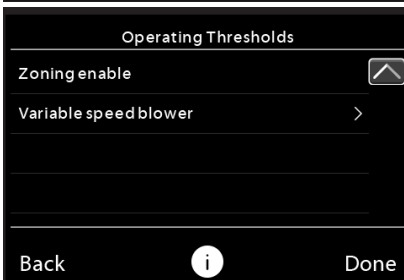 Operating Thresholds
Zoning enable
Variable speed blower >
Back i Done